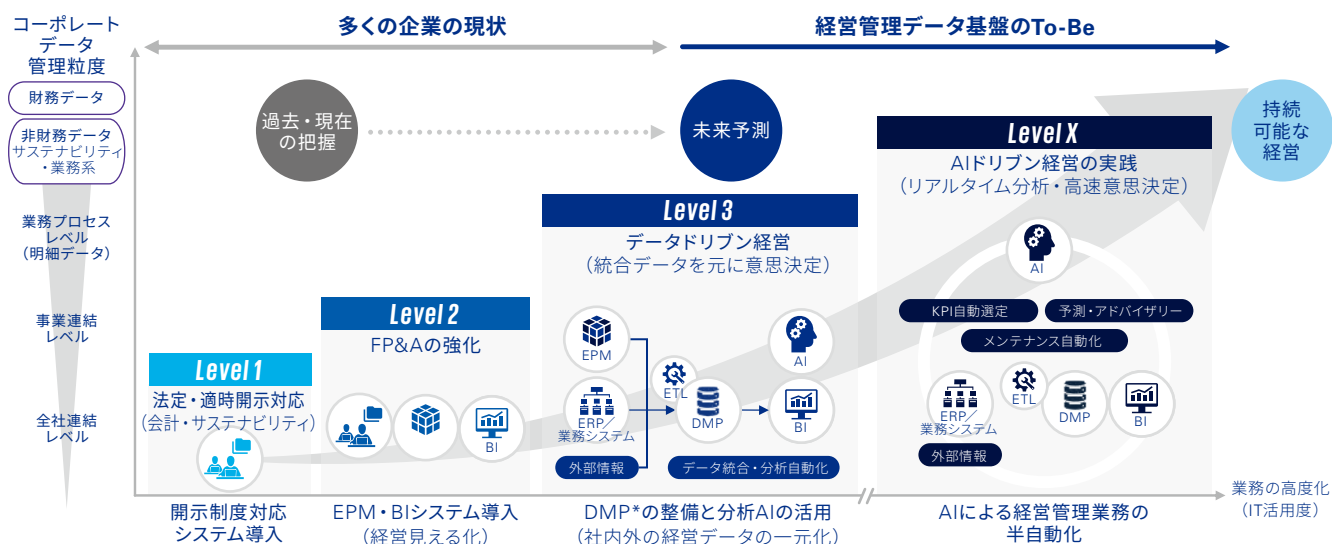 コーポレート
データ
管理粒度
財務データ
非財務データ
サステナビリティ
・業務系
業務プロセス
レベル
（明細データ）
事業連結
レベル
全社連結
レベル
多くの企業の現状
経営管理データ基盤のTo-Be
過去・現在
の把握
未来予測
持続
可能な
経営
Level 1
法定・適時開示対応
（会計・サステナビリティ）
開示制度対応
システム導入
Level 2
FP&Aの強化
BI
EPM・BIシステム導入
（経営見える化）
Level 3
データドリブン経営
（統合データを元に意思決定）
EPM
ERP／
業務システム
外部情報
ETL
DMP
AI
BI
データ統合・分析自動化
DMP*の整備と分析AIの活用
（社内外の経営データの一元化）
Level X
AIドリブン経営の実践
（リアルタイム分析・高速意思決定）
AI
KPI自動選定
予測・アドバイザリー
メンテナンス自動化
ERP／
業務システム
ETL
DMP
BI
外部情報
AIによる経営管理業務の
半自動化
業務の高度化
（IT活用度）